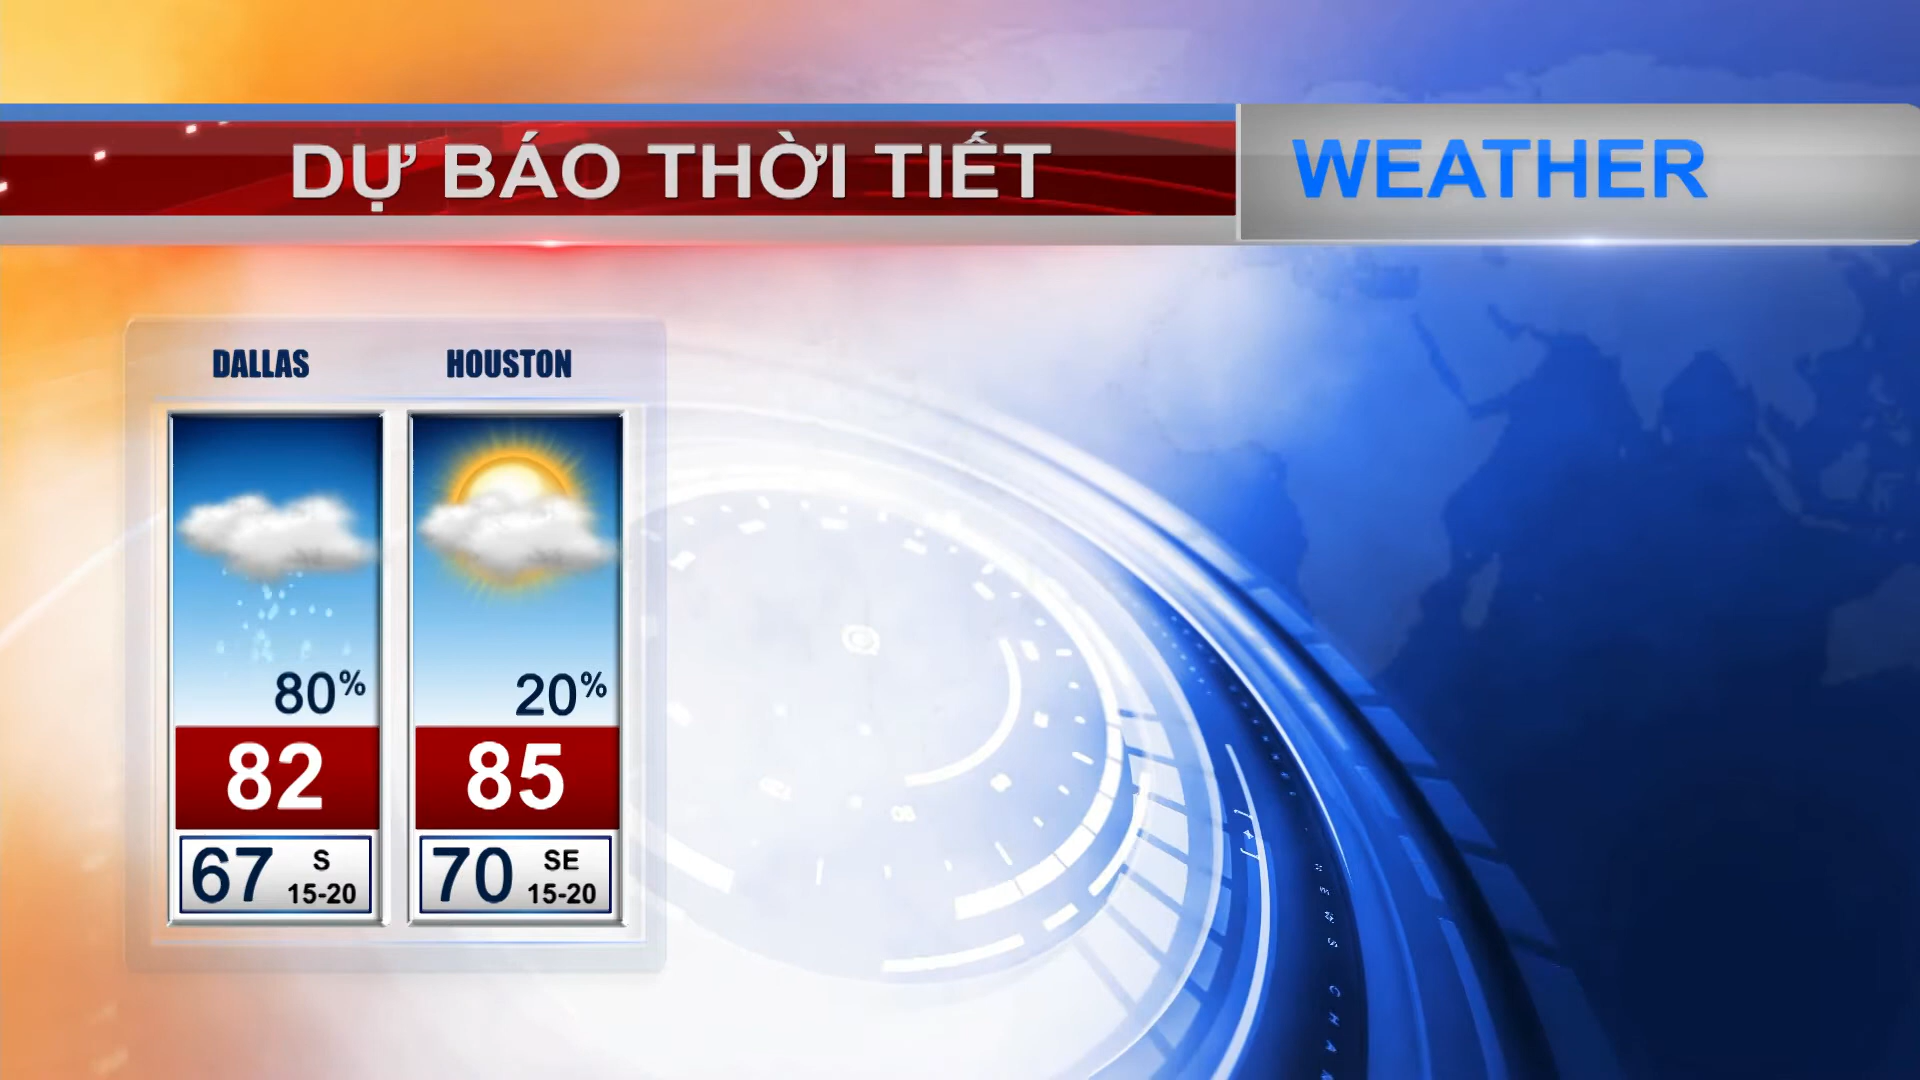 DỰ BÁO THỜI TIẾT
WEATHER
DALLAS
HOUSTON
80%
20%
82
85
67
S
15-20
70
SE
15-20